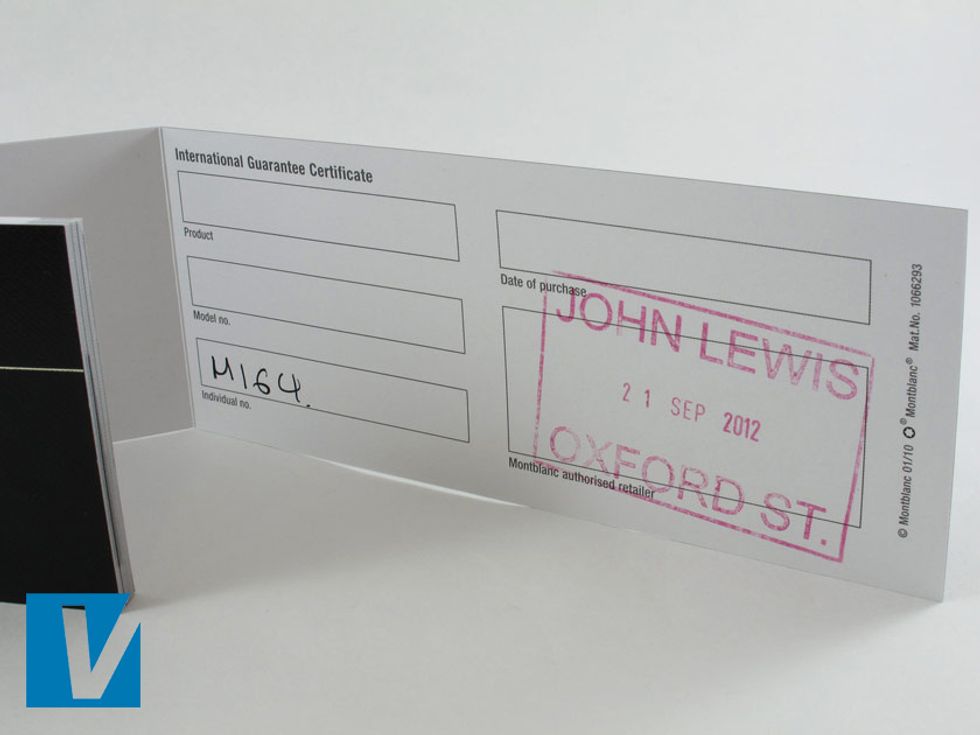 International Guarantee Certificate
Product
Model no.
M164.
Individual no.
Date of purchase
JOHN LEWIS
21 SEP 2012
OXFORD ST.
Montblanc authorised retailer
© Montblanc 01/10 ® Montblanc® Mat.No. 1066293
V